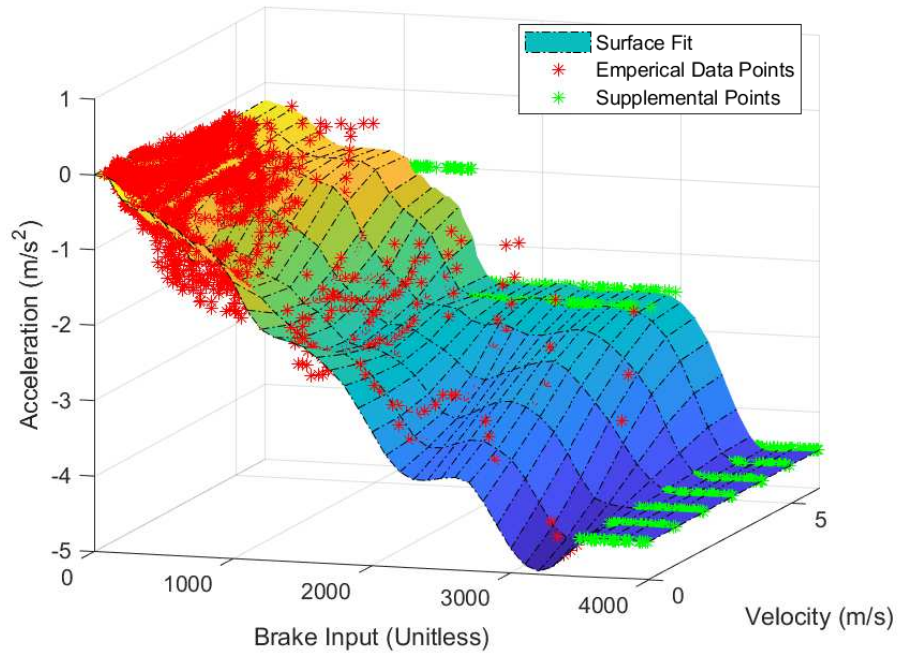 Surface Fit
Emperical Data Points
Supplemental Points
1
0
-1
-2
-3
-4
-5
Acceleration (m/s²)
0
1000
2000
3000
4000
Brake Input (Unitless)
0
5
Velocity (m/s)